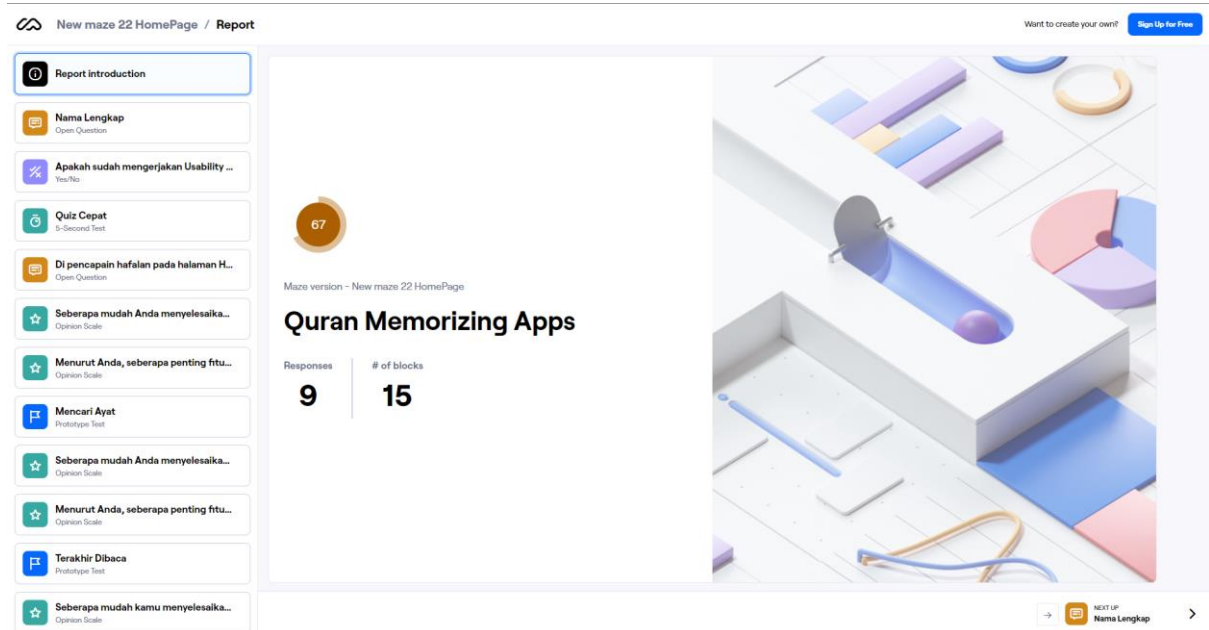 New maze 22 HomePage / Report
Want to create your own?
Sign Up for Free
Report introduction
Nama Lengkap
Open Question
Apakah sudah mengerjakan Usability ...
Yes/No
Quiz Cepat
5-Second Test
Di pencapain hafalan pada halaman H...
Open Question
Seberapa mudah Anda menyelesaika...
Opinion Scale
Menurut Anda, seberapa penting fitu...
Opinion Scale
Mencari Ayat
Prototype Test
Seberapa mudah Anda menyelesaika...
Opinion Scale
Menurut Anda, seberapa penting fitu...
Opinion Scale
Terakhir Dibaca
Prototype Test
Seberapa mudah kamu menyelesaika...
Opinion Scale
67
Maze version – New maze 22 HomePage
Quran Memorizing Apps
Responses
9
# of blocks
15
NEXT UP
Nama Lengkap